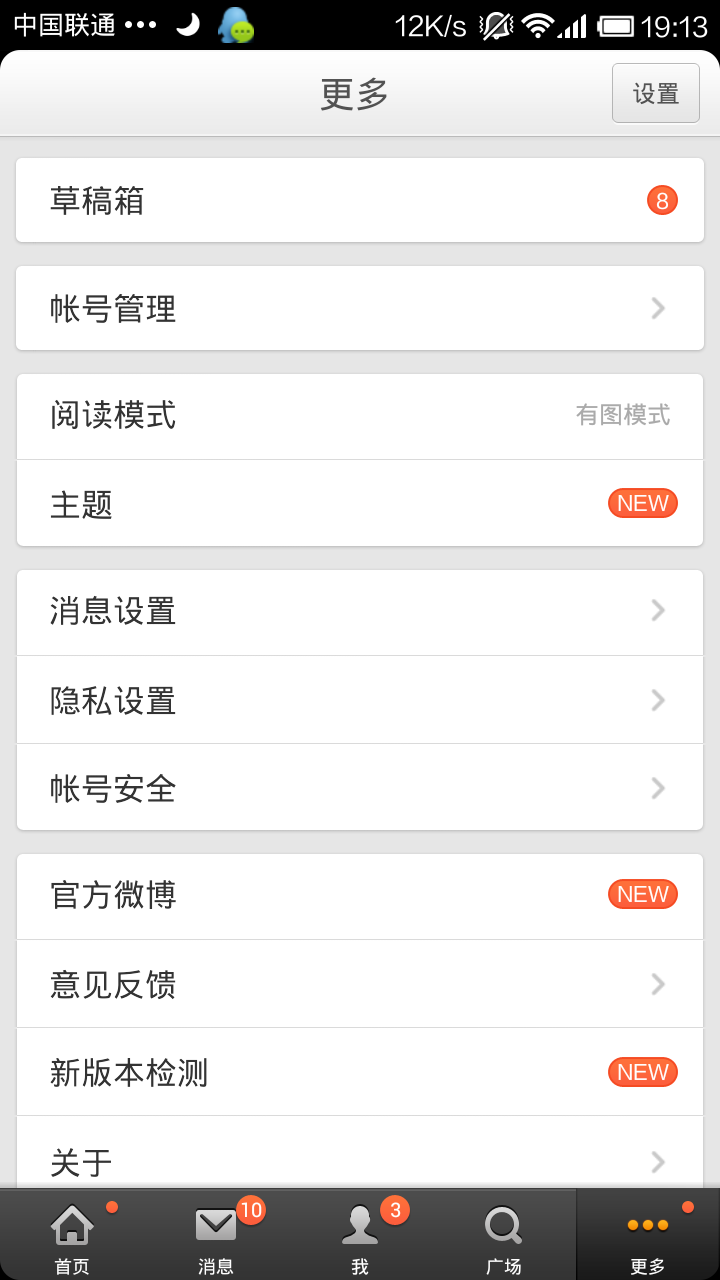 中国联通 ••• 12K/s 19:13
更多 设置
草稿箱 8
帐号管理
阅读模式 有图模式
主题 NEW
消息设置
隐私设置
帐号安全
官方微博 NEW
意见反馈
新版本检测 NEW
关于
10 3
首页 消息 我 广场 更多